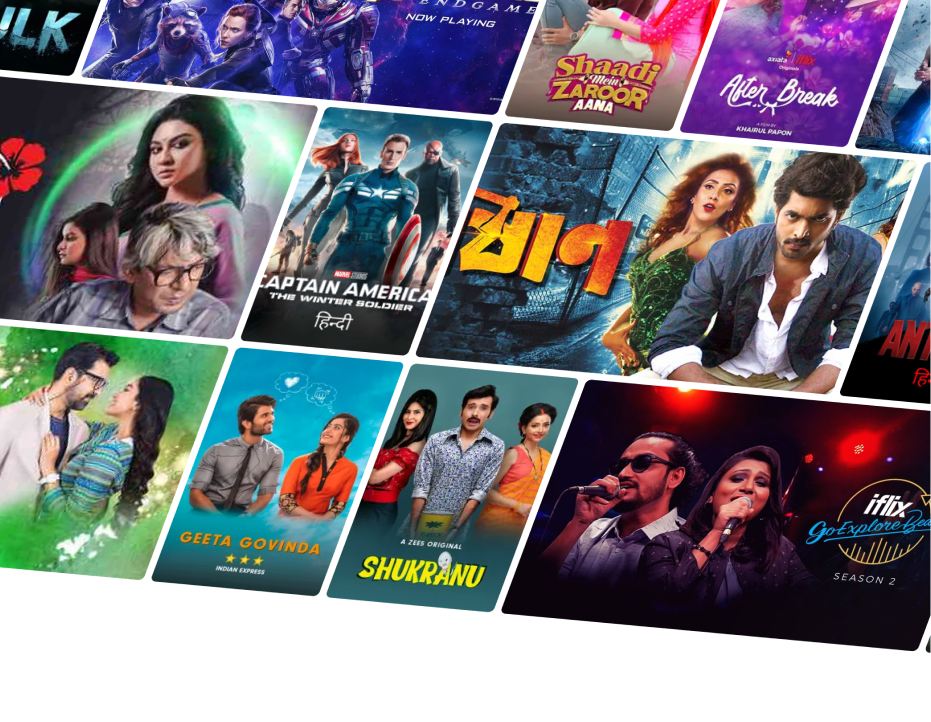 ULK
ENDGAME
NOW PLAYING
Shaadi
Mein
ZAROOR
AANA
axiata iflix
Originals
After Break
A FILM BY
KHAIRUL PAPON
MARVEL STUDIOS
CAPTAIN AMERICA
THE WINTER SOLDIER
हिन्दी
ANT
हि
GEETA GOVINDA
INDIAN EXPRESS
A ZEE5 ORIGINAL
SHUKRANU
iflix
Go Explore Bea
SEASON 2